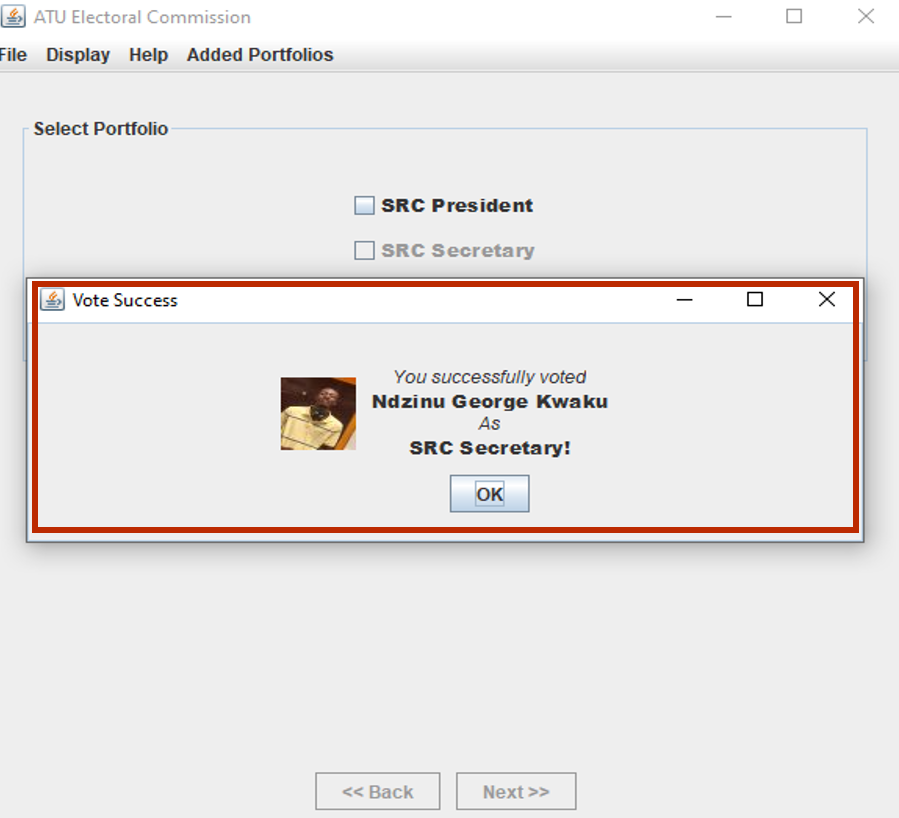 ATU Electoral Commission
File Display Help Added Portfolios
Select Portfolio
SRC President
SRC Secretary
Vote Success
You successfully voted
Ndzinu George Kwaku
As
SRC Secretary!
OK
<< Back Next >>